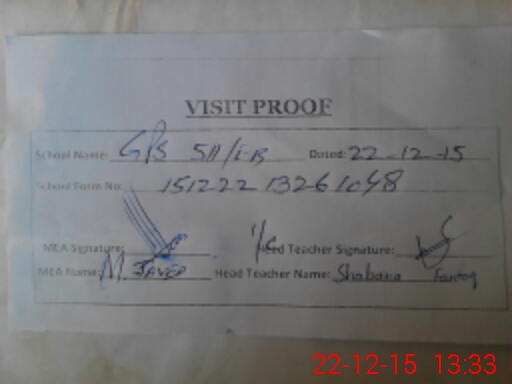 VISIT PROOF
School Name: GPS 511/E-B Dated: 22-12-15
School Form No: 151222 13261048
MEA Signature: I/C Head Teacher Signature:
MEA Name: M. JAVED Head Teacher Name: Shabana Farooq
22-12-15 13:33